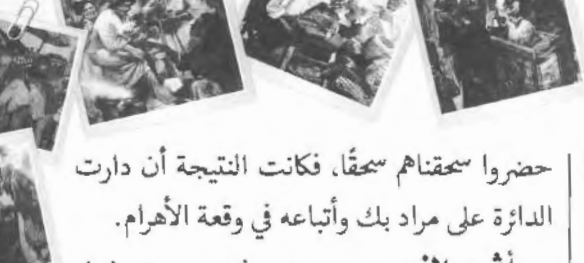 حضروا سحقناهم سحقًا، فكانت النتيجة أن دارت
الدائرة على مراد بك وأتباعه في وقعة الأهرام.